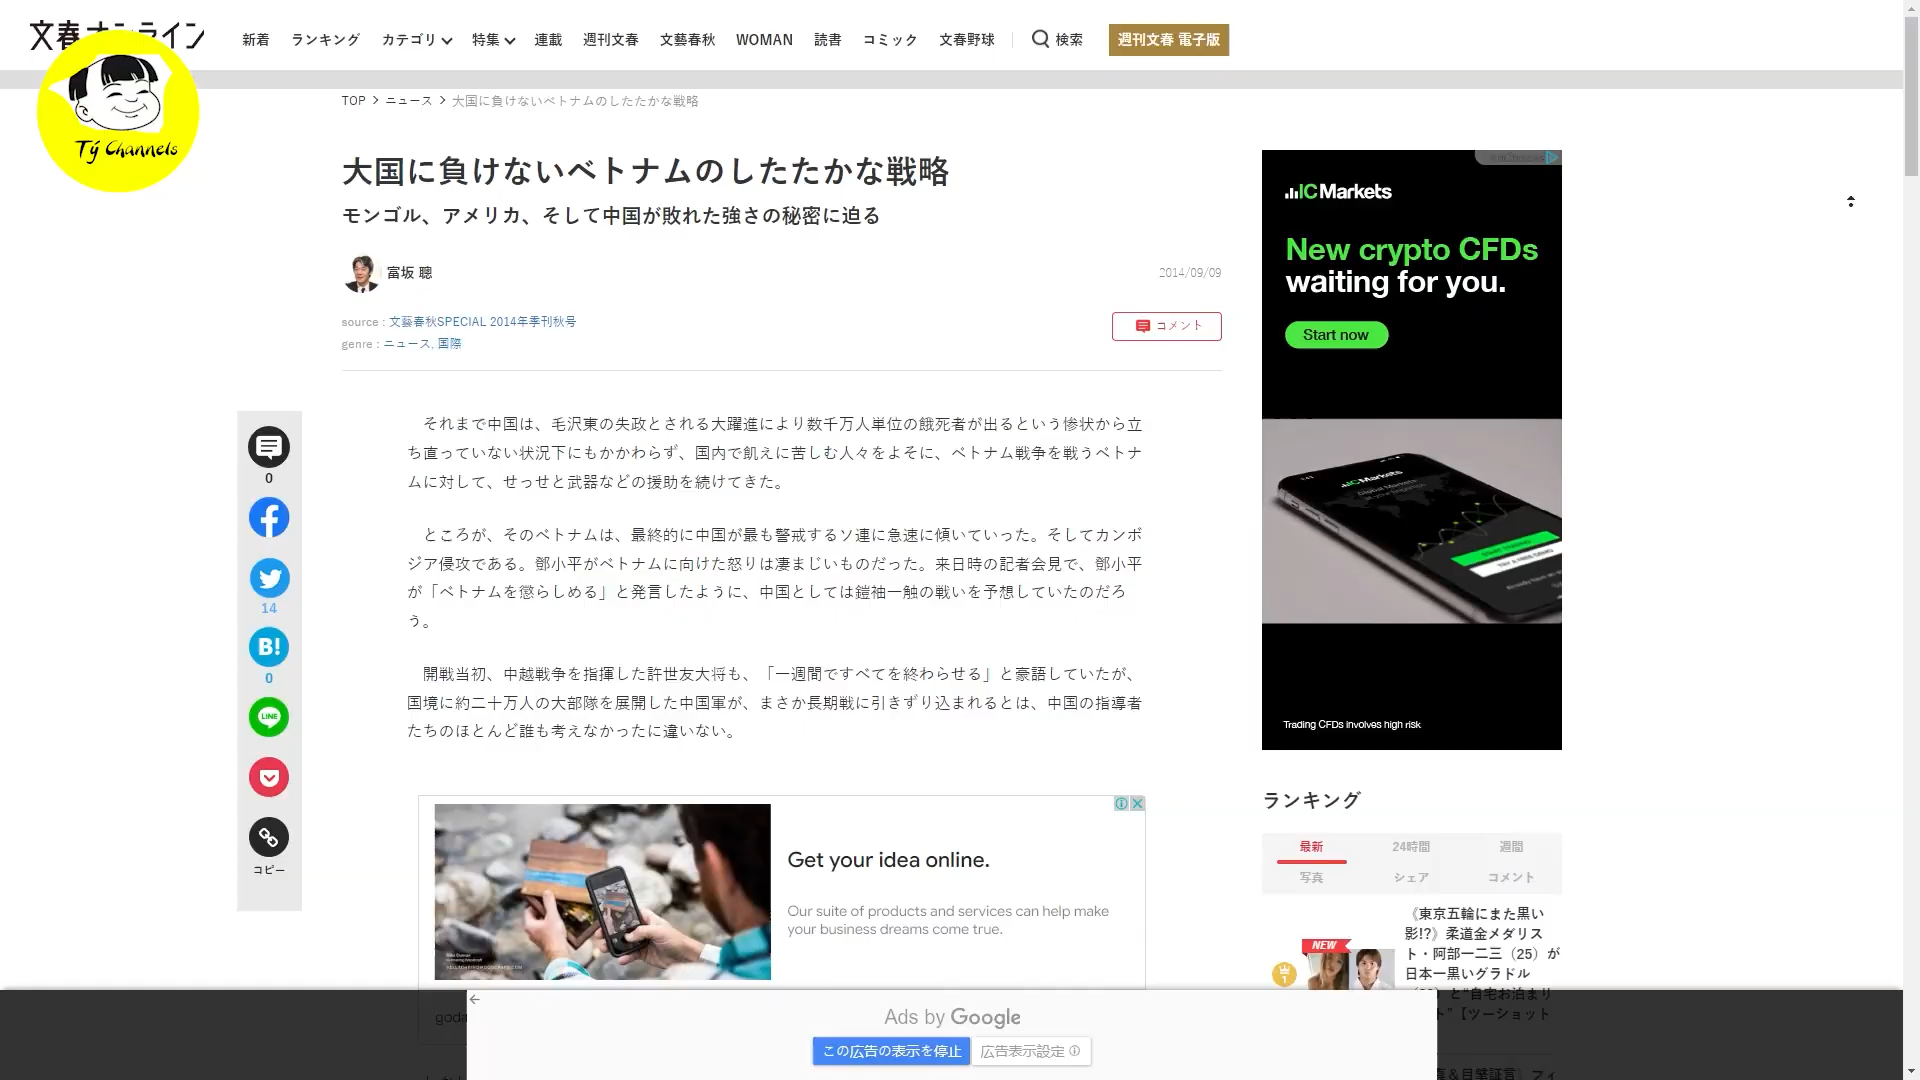 新着 ランキング カテゴリ 特集 連載 週刊文春 文藝春秋 WOMAN 読書 コミック 文春野球 検索 週刊文春 電子版
Tý Channels
TOP > ニュース > 大国に負けないベトナムのしたたかな戦略
大国に負けないベトナムのしたたかな戦略
モンゴル、アメリカ、そして中国が敗れた強さの秘密に迫る
富坂 聰
2014/09/09
source : 文藝春秋SPECIAL 2014年季刊秋号
コメント
genre : ニュース, 国際
それまで中国は、毛沢東の失政とされる大躍進により数千万人単位の餓死者が出るという惨状から立
ち直っていない状況下にもかかわらず、国内で飢えに苦しむ人々をよそに、ベトナム戦争を戦うベトナ
ムに対して、せっせと武器などの援助を続けてきた。
ところが、そのベトナムは、最終的に中国が最も警戒するソ連に急速に傾いていった。そしてカンボ
ジア侵攻である。鄧小平がベトナムに向けた怒りは凄まじいものだった。来日時の記者会見で、鄧小平
が「ベトナムを懲らしめる」と発言したように、中国としては鎧袖一触の戦いを予想していたのだろ
う。
開戦当初、中越戦争を指揮した許世友大将も、「一週間ですべてを終わらせる」と豪語していたが、
国境に約二十万人の大部隊を展開した中国軍が、まさか長期戦に引きずり込まれるとは、中国の指導者
たちのほとんど誰も考えなかったに違いない。
0
14
B!
0
LINE
コピー
Get your idea online.
Our suite of products and services can help make
your business dreams come true.
goda
IC Markets
New crypto CFDs
waiting for you.
Start now
IC Markets
Trading CFDs involves high risk
ランキング
最新 24時間 週間
写真 シェア コメント
NEW
1
《東京五輪にまた黒い
影!?》柔道金メダリス
ト・阿部一二三（25）が
日本一黒いグラドル
と“自宅お泊まり
ト”【ツーショット
Ads by Google
この広告の表示を停止 広告表示設定